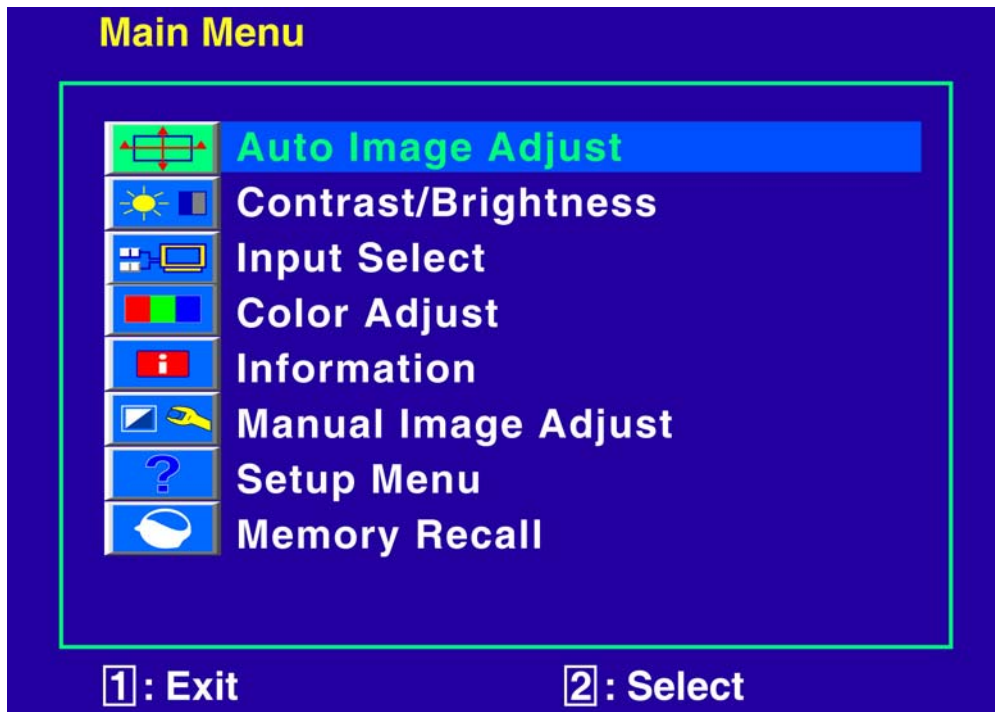 Main Menu
Auto Image Adjust
Contrast/Brightness
Input Select
Color Adjust
i Information
Manual Image Adjust
? Setup Menu
Memory Recall
1: Exit 2: Select